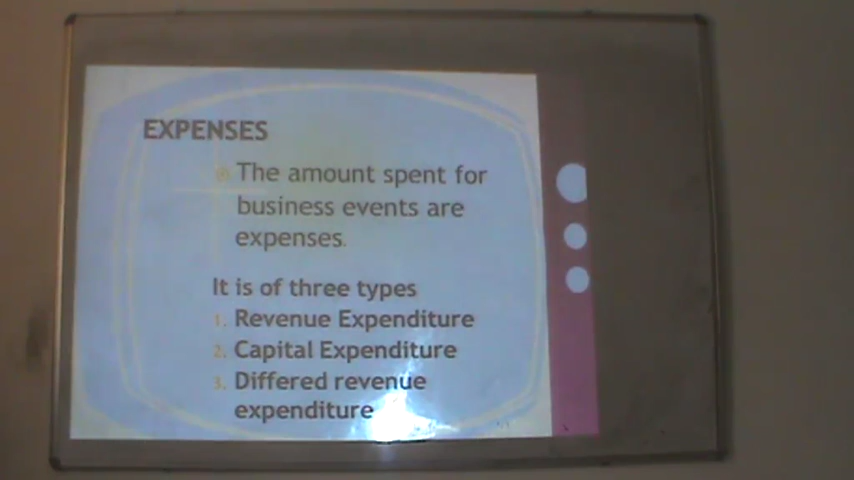 EXPENSES
The amount spent for
business events are
expenses.
It is of three types
1. Revenue Expenditure
2. Capital Expenditure
3. Differed revenue
expenditure